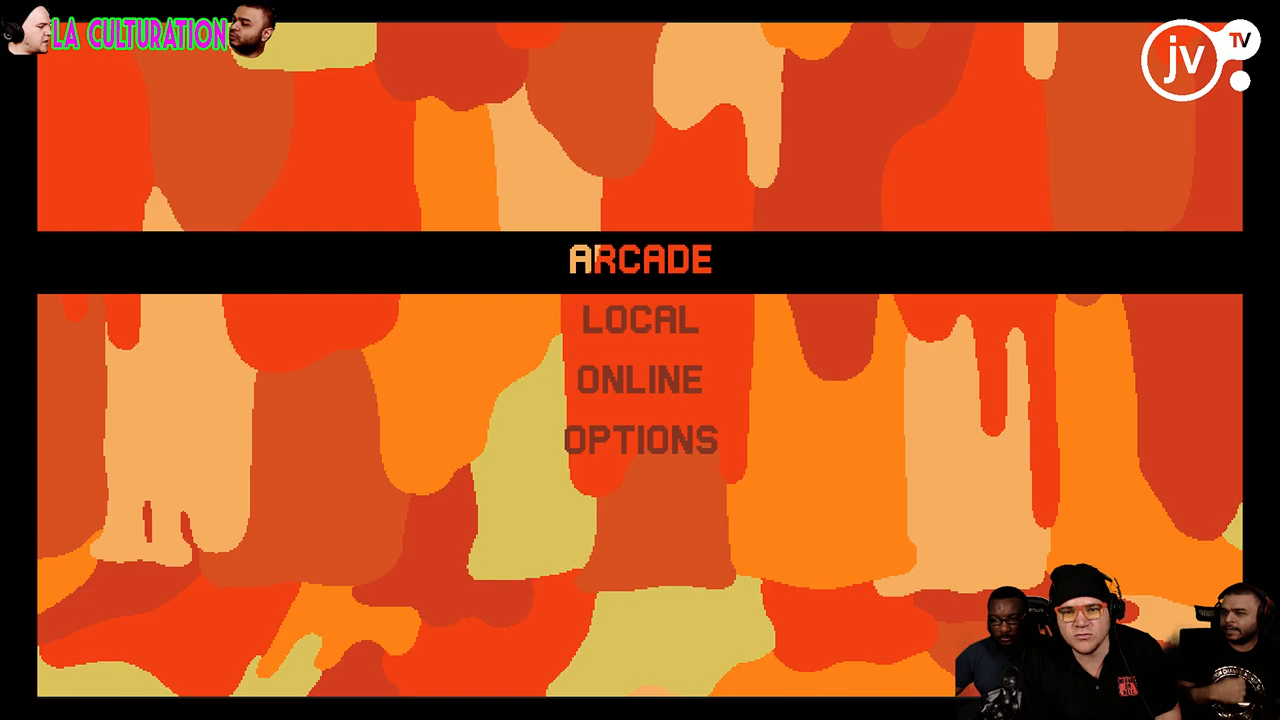 LA CULTURATION
jv TV
ARCADE
LOCAL
ONLINE
OPTIONS